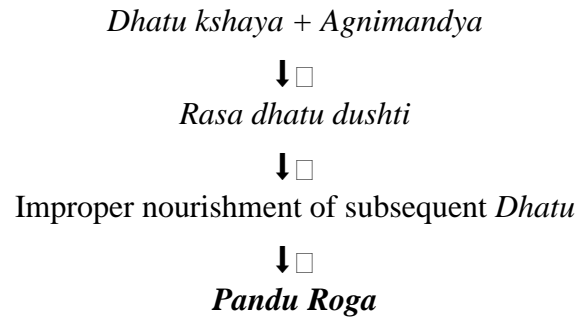 Dhatu kshaya + Agnimandya
⬇□
Rasa dhatu dushti
⬇□
Improper nourishment of subsequent Dhatu
⬇□
Pandu Roga